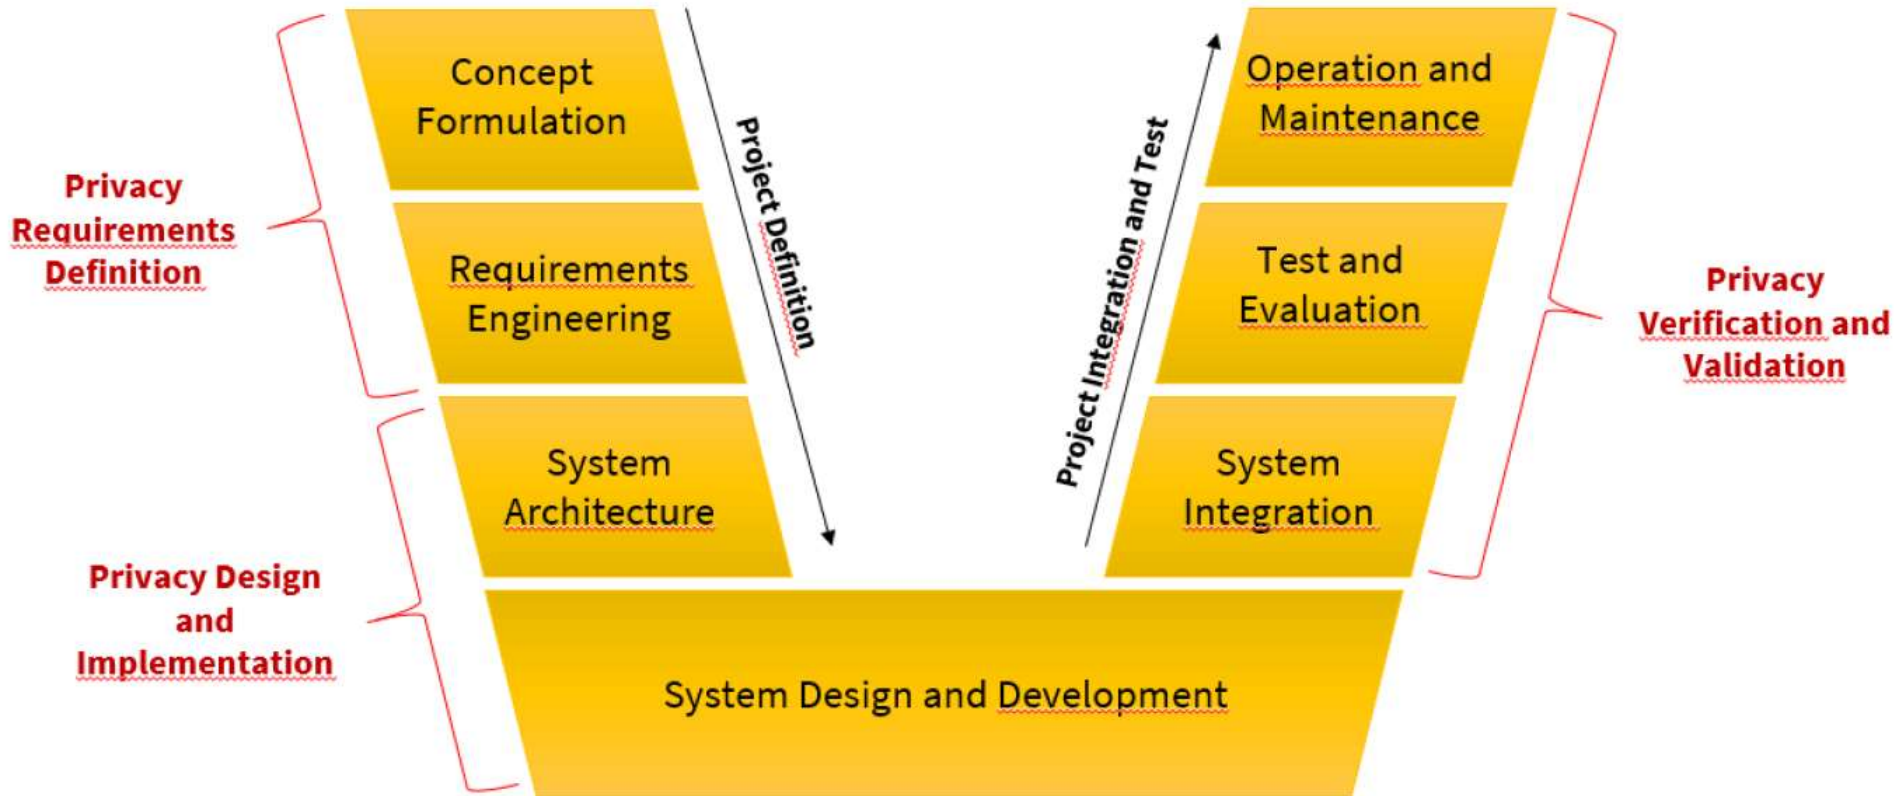 Concept
Formulation
Requirements
Engineering
System
Architecture
System Design and Development
System
Integration
Test and
Evaluation
Operation and
Maintenance
Project Definition
Project Integration and Test
Privacy
Requirements
Definition
Privacy Design
and
Implementation
Privacy
Verification and
Validation